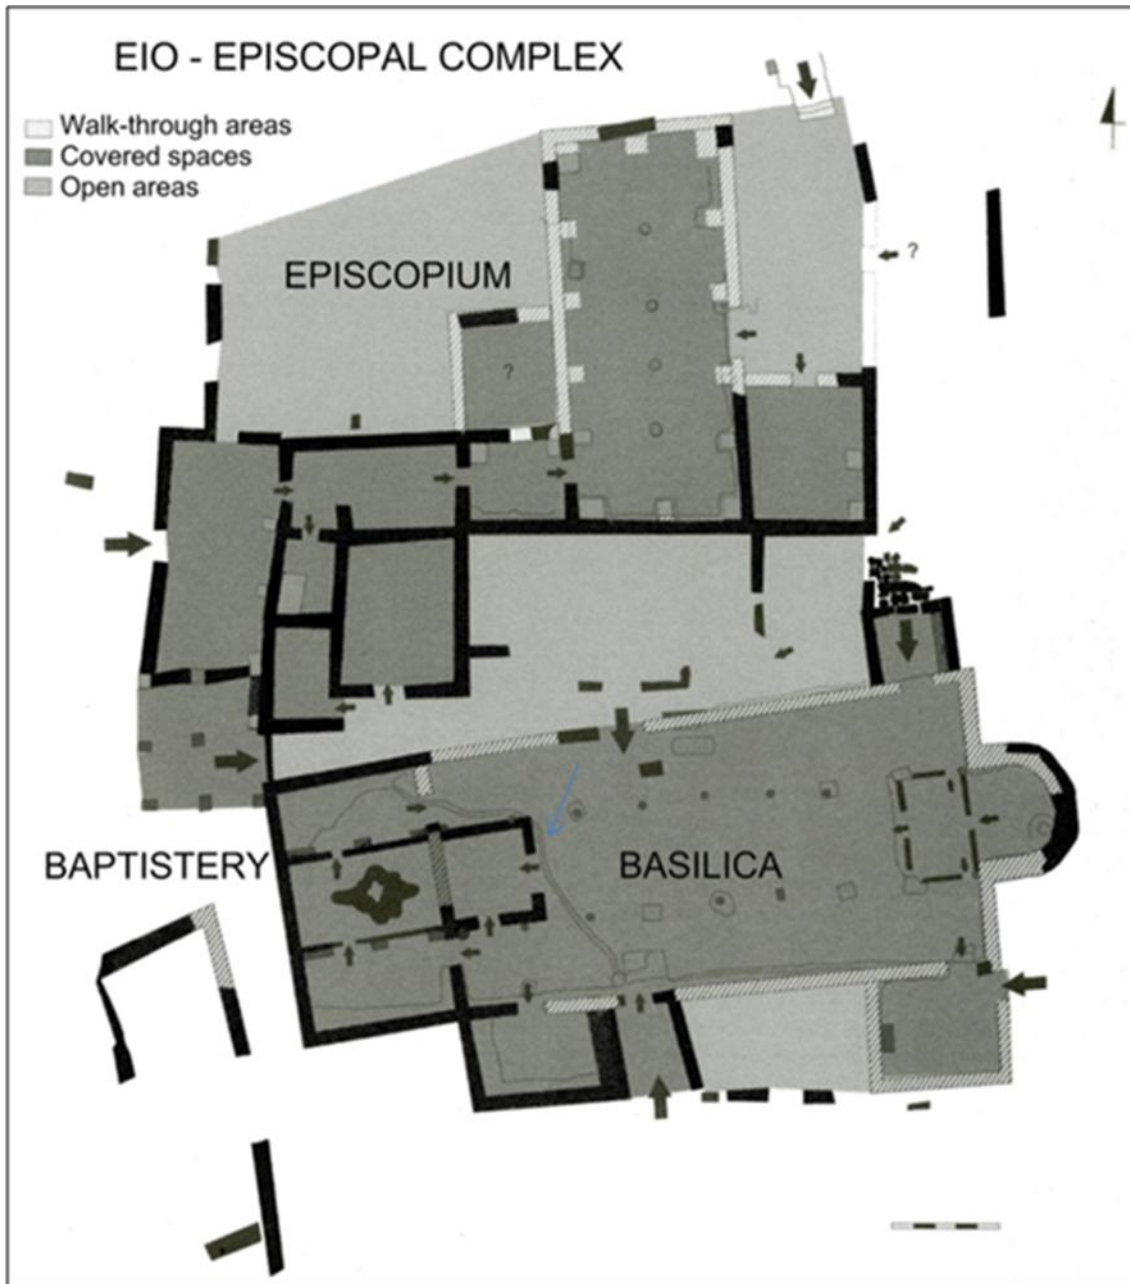 EIO - EPISCOPAL COMPLEX
Walk-through areas
Covered spaces
Open areas
?
EPISCOPIUM
?
BAPTISTERY
BASILICA